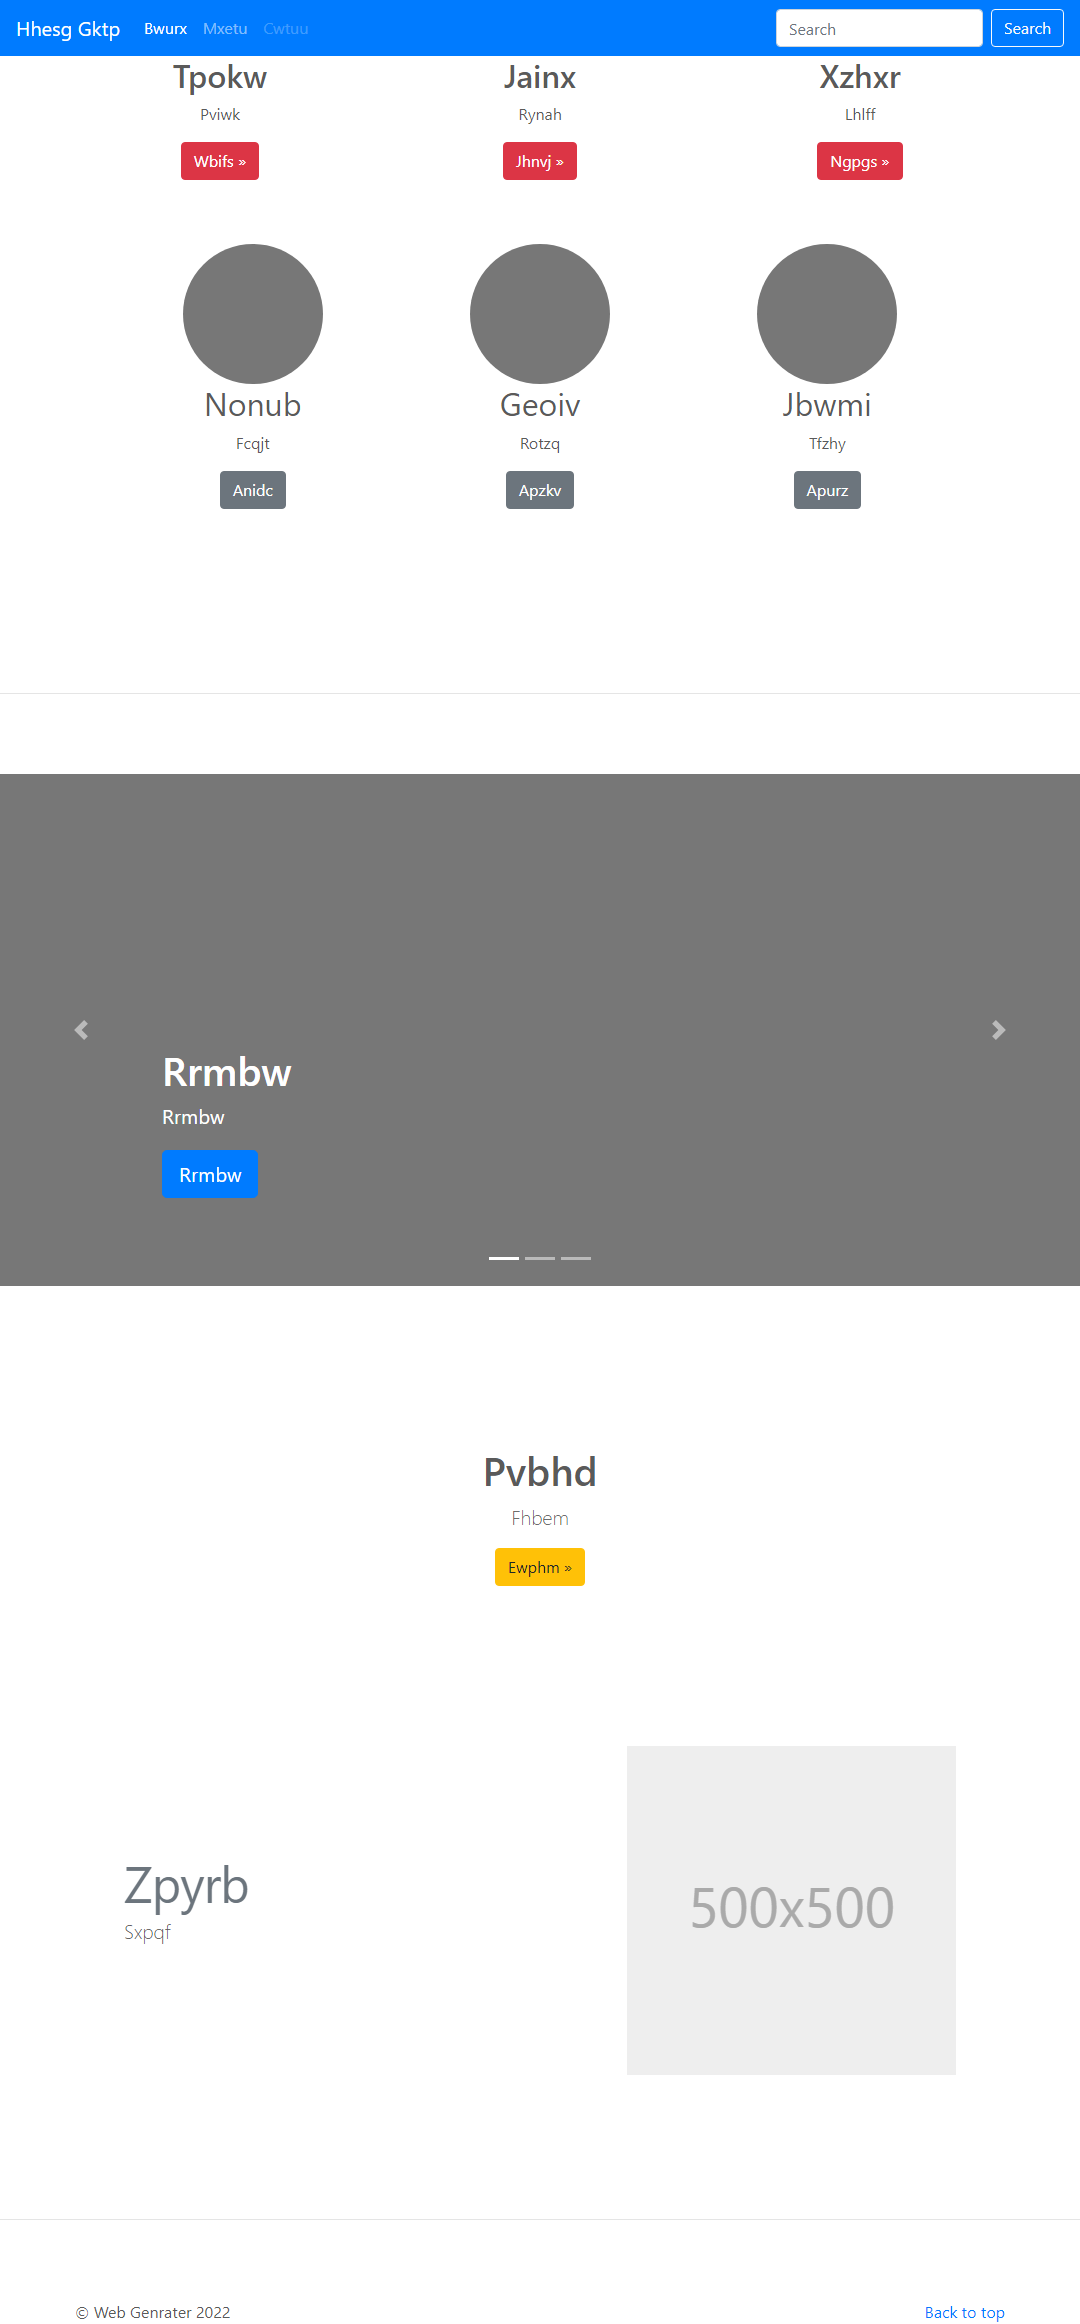 Hhesg Gktp Bwurx Mxetu Cwtuu Search Search
Tpokw Jainx Xzhxr
Pviwk Rynah Lhlff
Wbifs » Jhnvj » Ngpgs »
Nonub Geoiv Jbwmi
Fcqjt Rotzq Tfzhy
Anidc Apzkv Apurz
Rrmbw
Rrmbw
Rrmbw
Pvbhd
Fhbem
Ewphm »
Zpyrb
Sxpqf
500x500
© Web Genrater 2022 Back to top